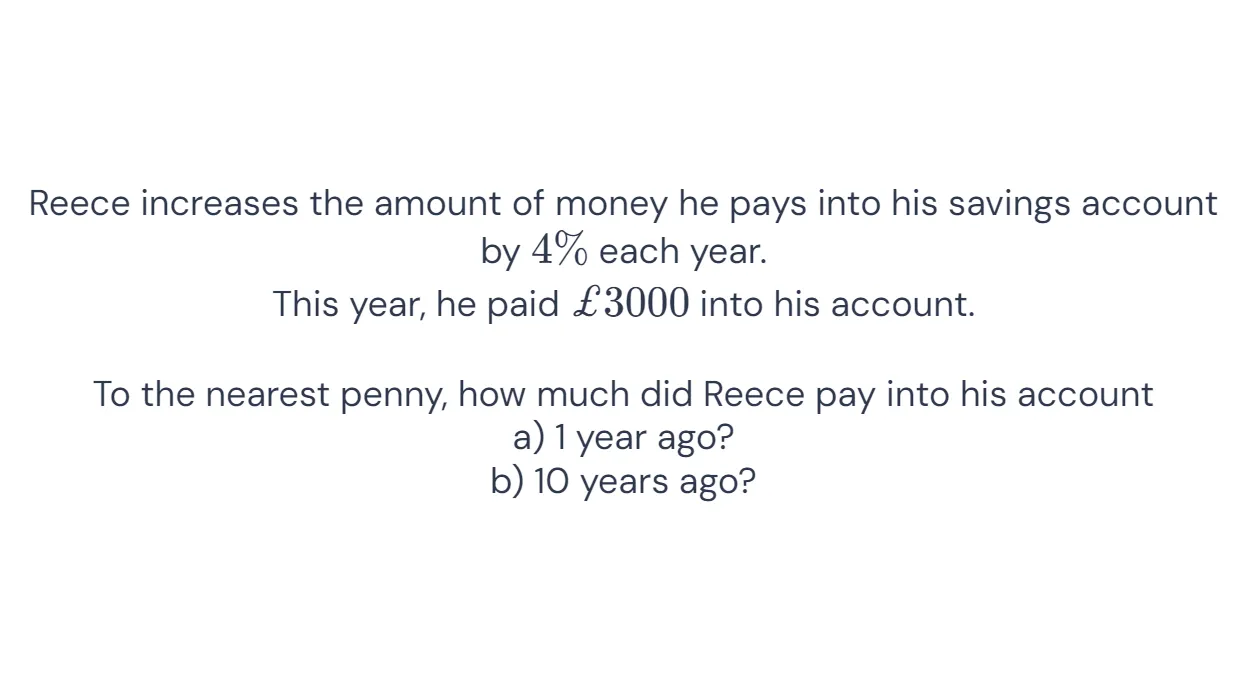 Reece increases the amount of money he pays into his savings account
by 4% each year.
This year, he paid £3000 into his account.
To the nearest penny, how much did Reece pay into his account
a) 1 year ago?
b) 10 years ago?